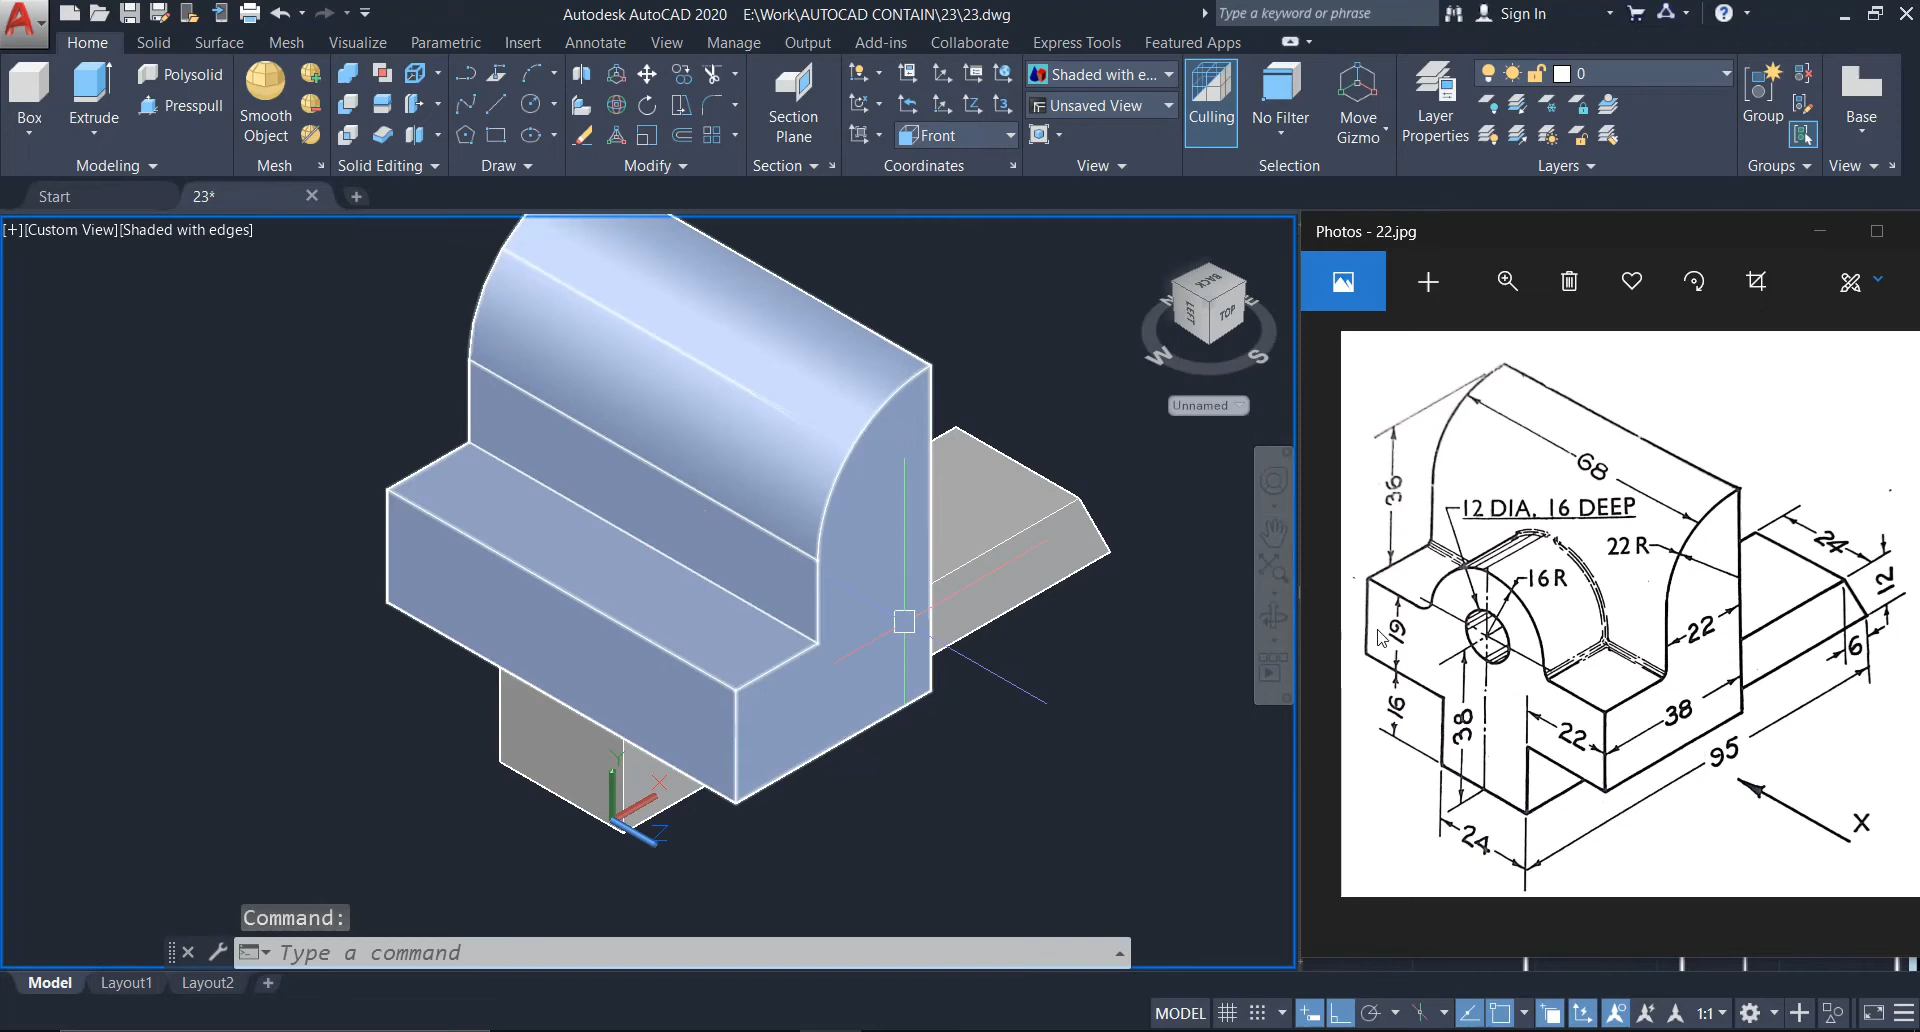 Autodesk AutoCAD 2020 E:\Work\AUTOCAD CONTAIN\23\23.dwg
Type a keyword or phrase
Sign In
Home Solid Surface Mesh Visualize Parametric Insert Annotate View Manage Output Add-ins Collaborate Express Tools Featured Apps
Box
Extrude
Polysolid
Presspull
Smooth
Object
Section
Plane
Front
Shaded with e...
Unsaved View
Culling
No Filter
Move
Gizmo
Layer
Properties
0
Group
Base
Modeling Mesh Solid Editing Draw Modify Section Coordinates View Selection Layers Groups View
Start 23*
[+][Custom View][Shaded with edges]
BACK
LEFT
TOP
N
E
W
S
Unnamed
Y
X
Z
Command:
Type a command
Model Layout1 Layout2
Photos - 22.jpg
68
36
12 DIA. 16 DEEP
22 R
24
12
16 R
19
22
6
16
38
22
38
95
24
X
MODEL
1:1